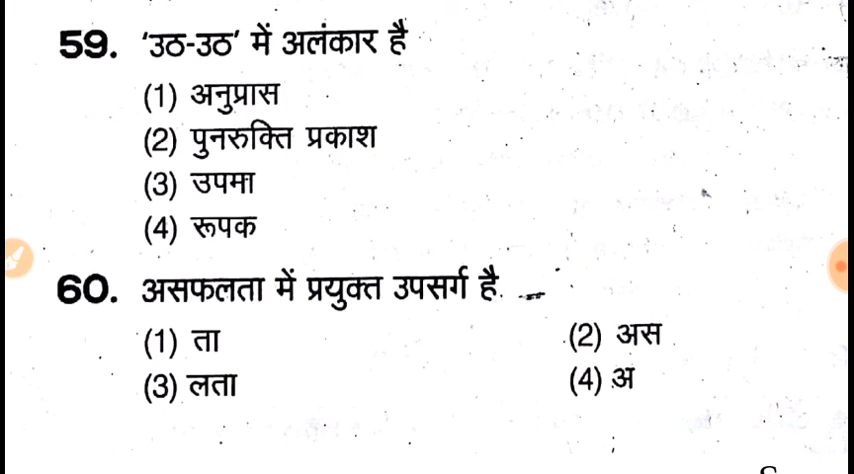 59. ‘उठ-उठ’ में अलंकार है
(1) अनुप्रास
(2) पुनरुक्ति प्रकाश
(3) उपमा
(4) रूपक
60. असफलता में प्रयुक्त उपसर्ग है.
(1) ता (2) अस
(3) लता (4) अ